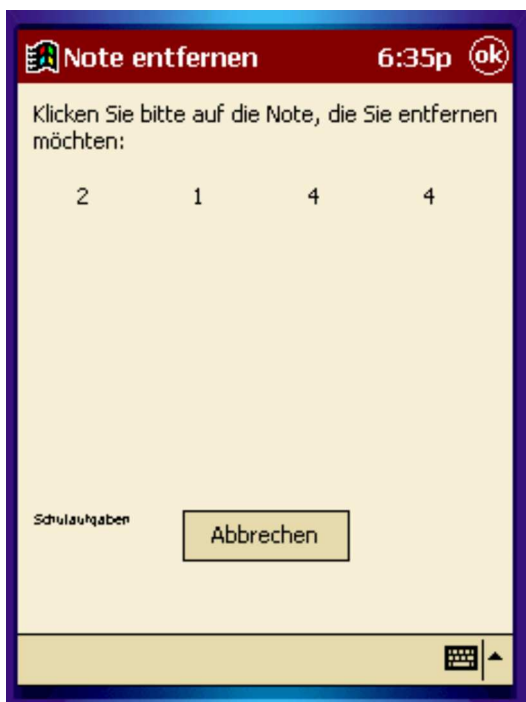 Note entfernen 6:35p ok
Klicken Sie bitte auf die Note, die Sie entfernen
möchten:
2 1 4 4
Schulaufgaben
Abbrechen